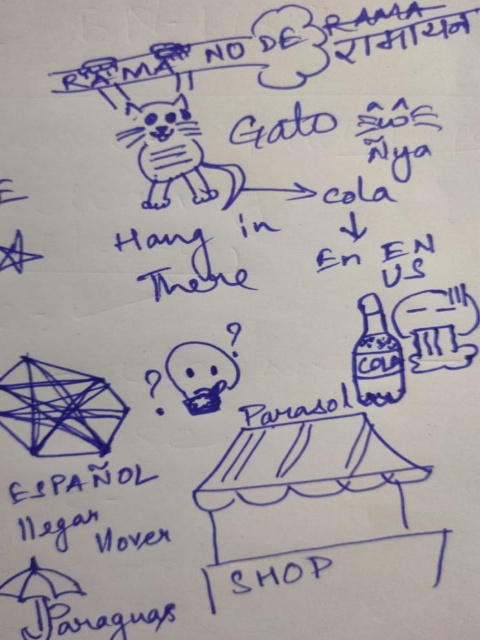 RAMA NO DE RAMA
रामायन
Gato
Ñya
cola
Hang in
There
En EN
US
COLA
? ?
Parasol
ESPAÑOL
llegar
llover
SHOP
Paraguas